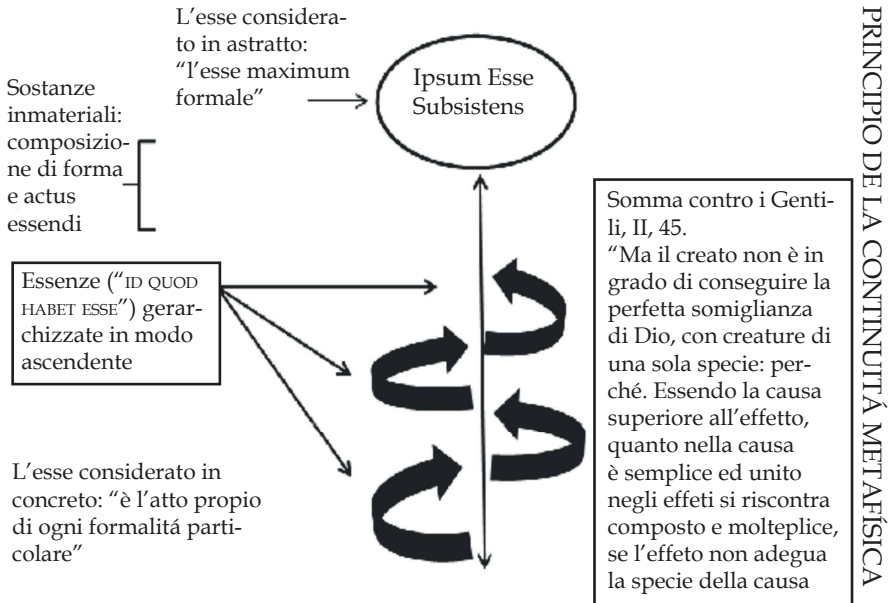 L'esse considera-
to in astratto:
“l'esse maximum
formale”
Ipsum Esse
Subsistens
Sostanze
inmateriali:
composizio-
ne di forma
e actus
essendi
Essenze (“ID QUOD
HABET ESSE”) gerar-
chizzate in modo
ascendente
L'esse considerato in
concreto: “è l'atto propio
di ogni formalitá parti-
colare”
Somma contro i Genti-
li, II, 45.
“Ma il creato non è in
grado di conseguire la
perfetta somiglianza
di Dio, con creature di
una sola specie: per-
ché. Essendo la causa
superiore all'effetto,
quanto nella causa
è semplice ed unito
negli effeti si riscontra
composto e molteplice,
se l'effeto non adegua
la specie della causa
PRINCIPIO DE LA CONTINUITÁ METAFÍSICA